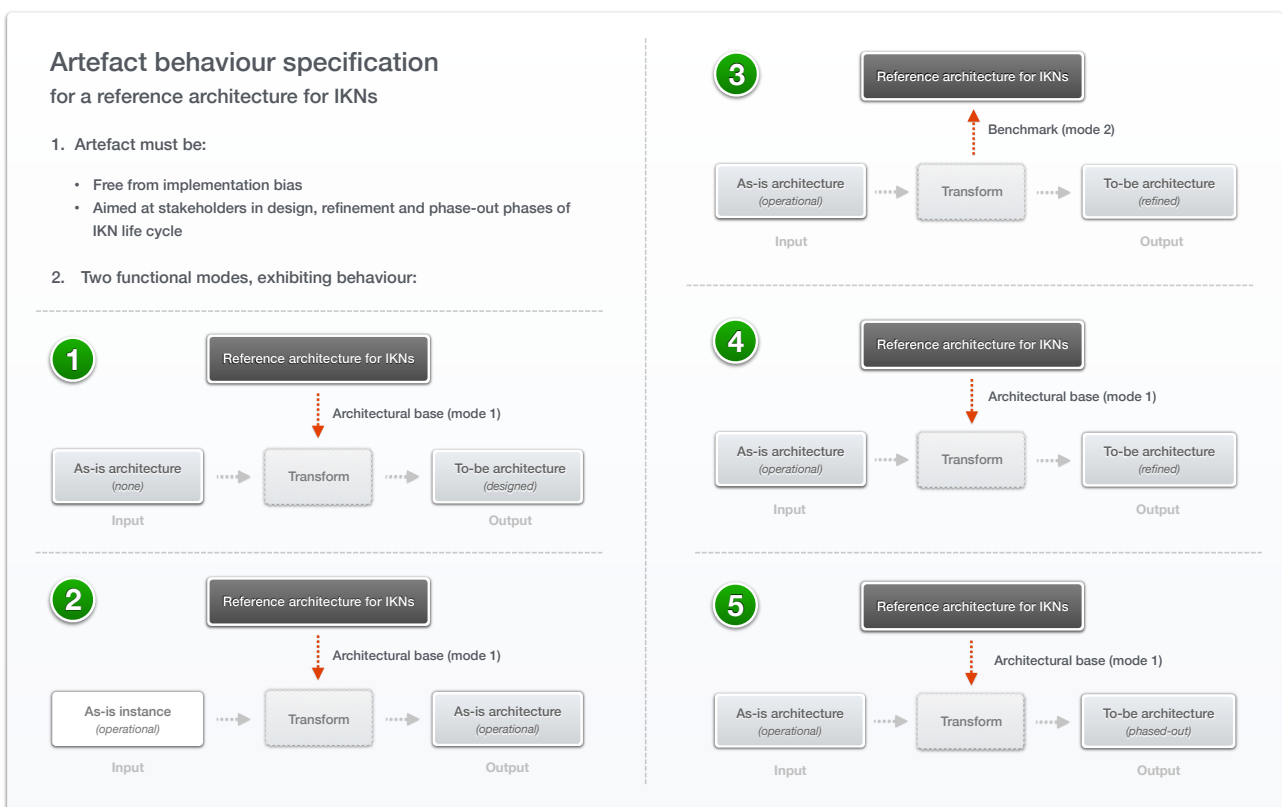 Artefact behaviour specification
for a reference architecture for IKNs
1. Artefact must be:
• Free from implementation bias
• Aimed at stakeholders in design, refinement and phase-out phases of
IKN life cycle
2. Two functional modes, exhibiting behaviour:
1
Reference architecture for IKNs
Architectural base (mode 1)
As-is architecture
(none)
Transform
To-be architecture
(designed)
Input
Output
2
Reference architecture for IKNs
Architectural base (mode 1)
As-is instance
(operational)
Transform
As-is architecture
(operational)
Input
Output
3
Reference architecture for IKNs
Benchmark (mode 2)
As-is architecture
(operational)
Transform
To-be architecture
(refined)
Input
Output
4
Reference architecture for IKNs
Architectural base (mode 1)
As-is architecture
(operational)
Transform
To-be architecture
(refined)
Input
Output
5
Reference architecture for IKNs
Architectural base (mode 1)
As-is architecture
(operational)
Transform
To-be architecture
(phased-out)
Input
Output